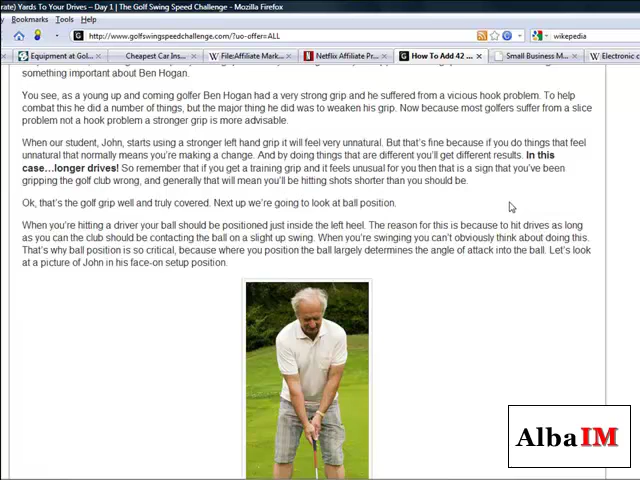 rate) Yards To Your Drives – Day 1 | The Golf Swing Speed Challenge - Mozilla Firefox
Bookmarks Tools Help
http://www.golfswingspeedchallenge.com/?uo-offer=ALL
wikepedia
Equipment at Gol...
Cheapest Car Ins...
File:Affiliate Mark...
Netflix Affiliate Pr...
How To Add 42 ...
Small Business M...
Electronic c
something important about Ben Hogan.
You see, as a young up and coming golfer Ben Hogan had a very strong grip and he suffered from a vicious hook problem. To help
combat this he did a number of things, but the major thing he did was to weaken his grip. Now because most golfers suffer from a slice
problem not a hook problem a stronger grip is more advisable.
When our student, John, starts using a stronger left hand grip it will feel very unnatural. But that's fine because if you do things that feel
unnatural that normally means you're making a change. And by doing things that are different you'll get different results. In this
case…longer drives! So remember that if you get a training grip and it feels unusual for you then that is a sign that you've been
gripping the golf club wrong, and generally that will mean you'll be hitting shots shorter than you should be.
Ok, that's the golf grip well and truly covered. Next up we're going to look at ball position.
When you're hitting a driver your ball should be positioned just inside the left heel. The reason for this is because to hit drives as long
as you can the club should be contacting the ball on a slight up swing. When you're swinging you can't obviously think about doing this.
That's why ball position is so critical, because where you position the ball largely determines the angle of attack into the ball. Let's look
at a picture of John in his face-on setup position.
AlbaIM